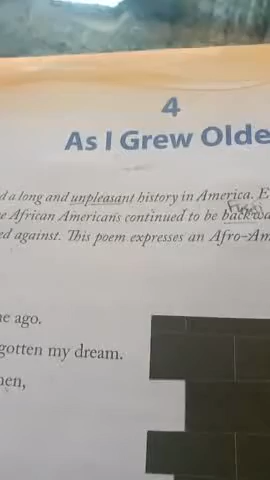 4
As I Grew Olde
d a long and unpleasant history in America. E
e African Americans continued to be backwa
ed against. This poem expresses an Afro-Am
e ago.
gotten my dream.
hen,